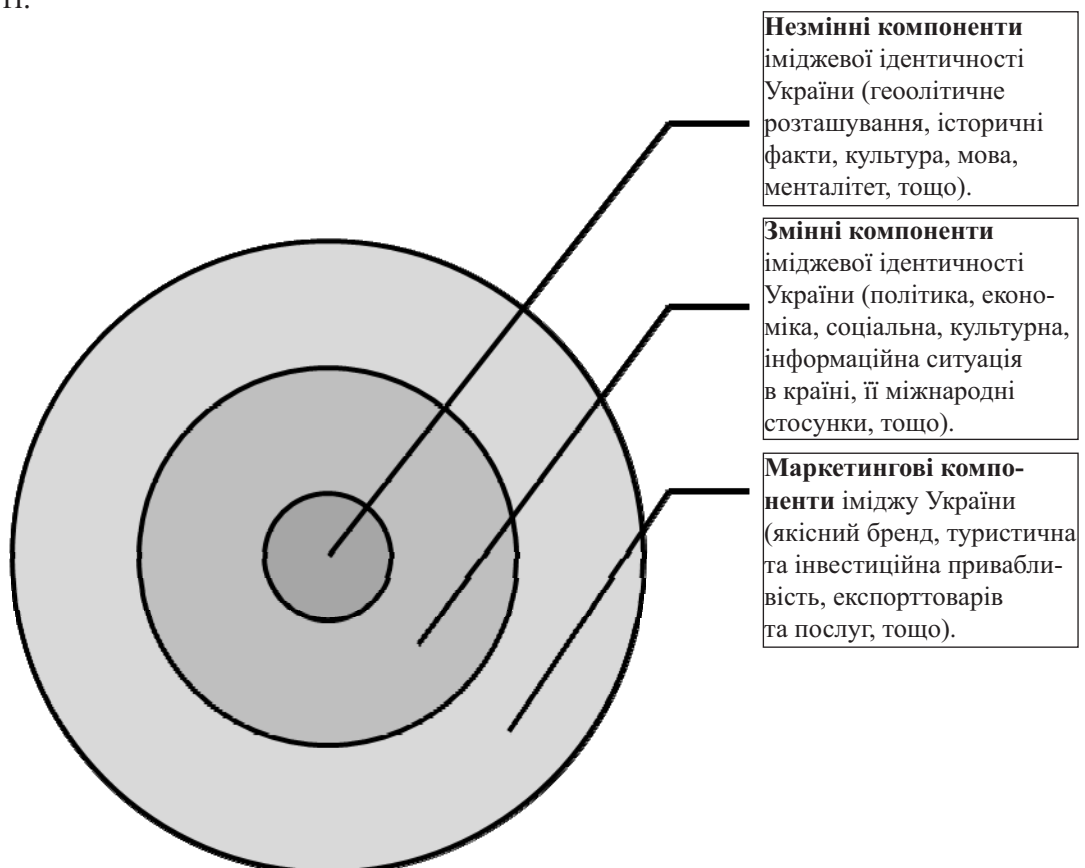 Незмінні компоненти
іміджевої ідентичності
України (геоолітичне
розташування, історичні
факти, культура, мова,
менталітет, тощо).
Змінні компоненти
іміджевої ідентичності
України (політика, еконо-
міка, соціальна, культурна,
інформаційна ситуація
в країні, її міжнародні
стосунки, тощо).
Маркетингові компо-
ненти іміджу України
(якісний бренд, туристична
та інвестиційна привабли-
вість, експорттоварів
та послуг, тощо).